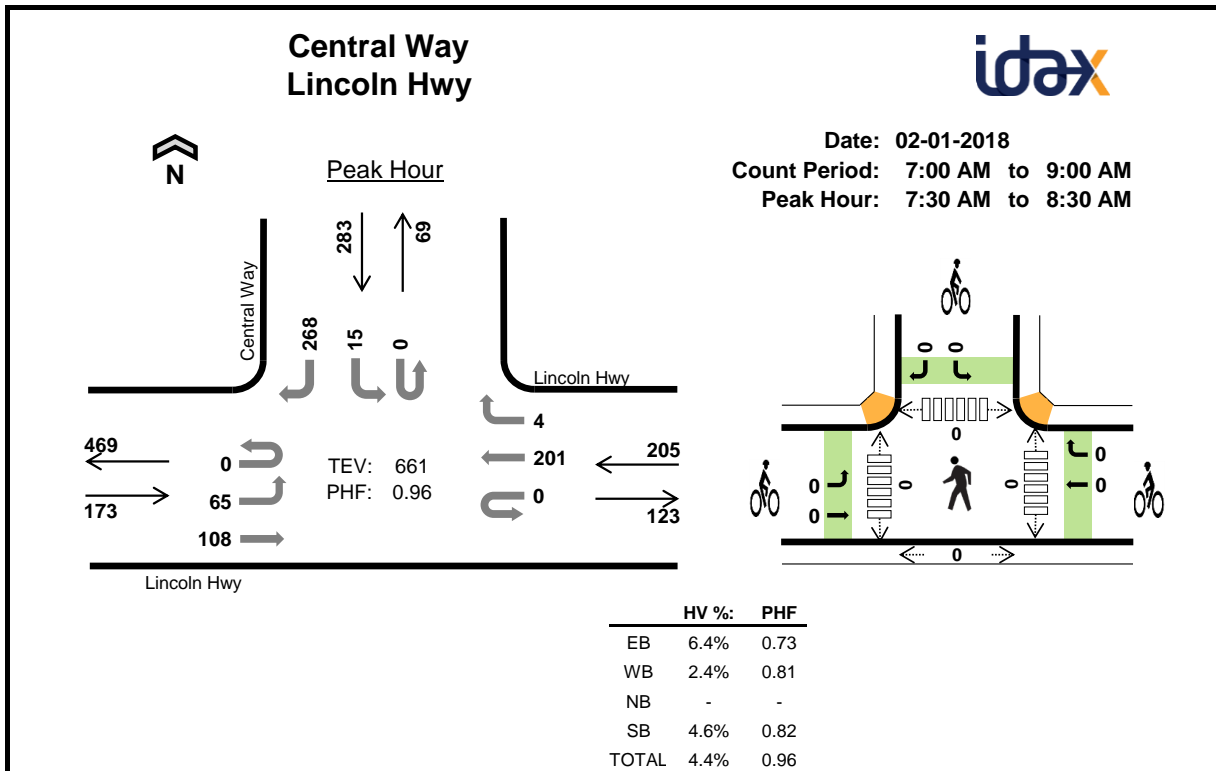 Central Way
Lincoln Hwy
idax
Date: 02-01-2018
Count Period: 7:00 AM to 9:00 AM
Peak Hour: 7:30 AM to 8:30 AM
N
Peak Hour
283
69
Central Way
268
15
0
Lincoln Hwy
4
469
0
TEV: 661
201
205
65
PHF: 0.96
0
173
123
108
Lincoln Hwy
0
0
0
0
0
0
0
0
0
0
HV %: PHF
EB 6.4% 0.73
WB 2.4% 0.81
NB - -
SB 4.6% 0.82
TOTAL 4.4% 0.96